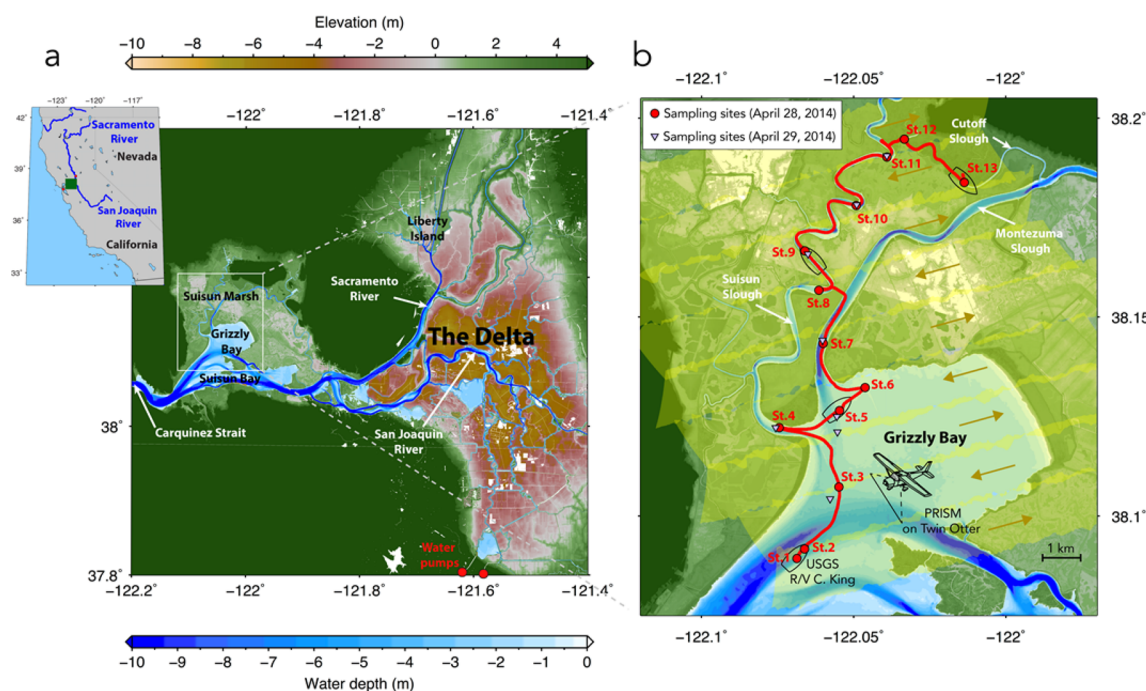 a
Elevation (m)
−10 −8 −6 −4 −2 0 2 4
−123° −120° −117°
42°
39°
36°
33°
Sacramento
River
Nevada
San Joaquin
River
California
−122° −121.8° −121.6° −121.4°
Liberty
Island
Sacramento
River
Suisun Marsh
Grizzly
Bay
Suisun Bay
The Delta
38°
Carquinez Strait
San Joaquin
River
Water
pumps
37.8°
−122.2° −122° −121.8° −121.6° −121.4°
−10 −9 −8 −7 −6 −5 −4 −3 −2 −1 0
Water depth (m)
b
−122.1° −122.05° −122°
Sampling sites (April 28, 2014)
Sampling sites (April 29, 2014)
38.2°
38.15°
38.1°
St.12
Cutoff
Slough
St.11
St.13
St.10
Montezuma
Slough
St.9
Suisun
Slough
St.8
St.7
St.6
St.5
St.4
Grizzly Bay
St.3
PRISM
on Twin Otter
St.2
St.1
USGS
R/V C. King
1 km
−122.1° −122.05° −122°